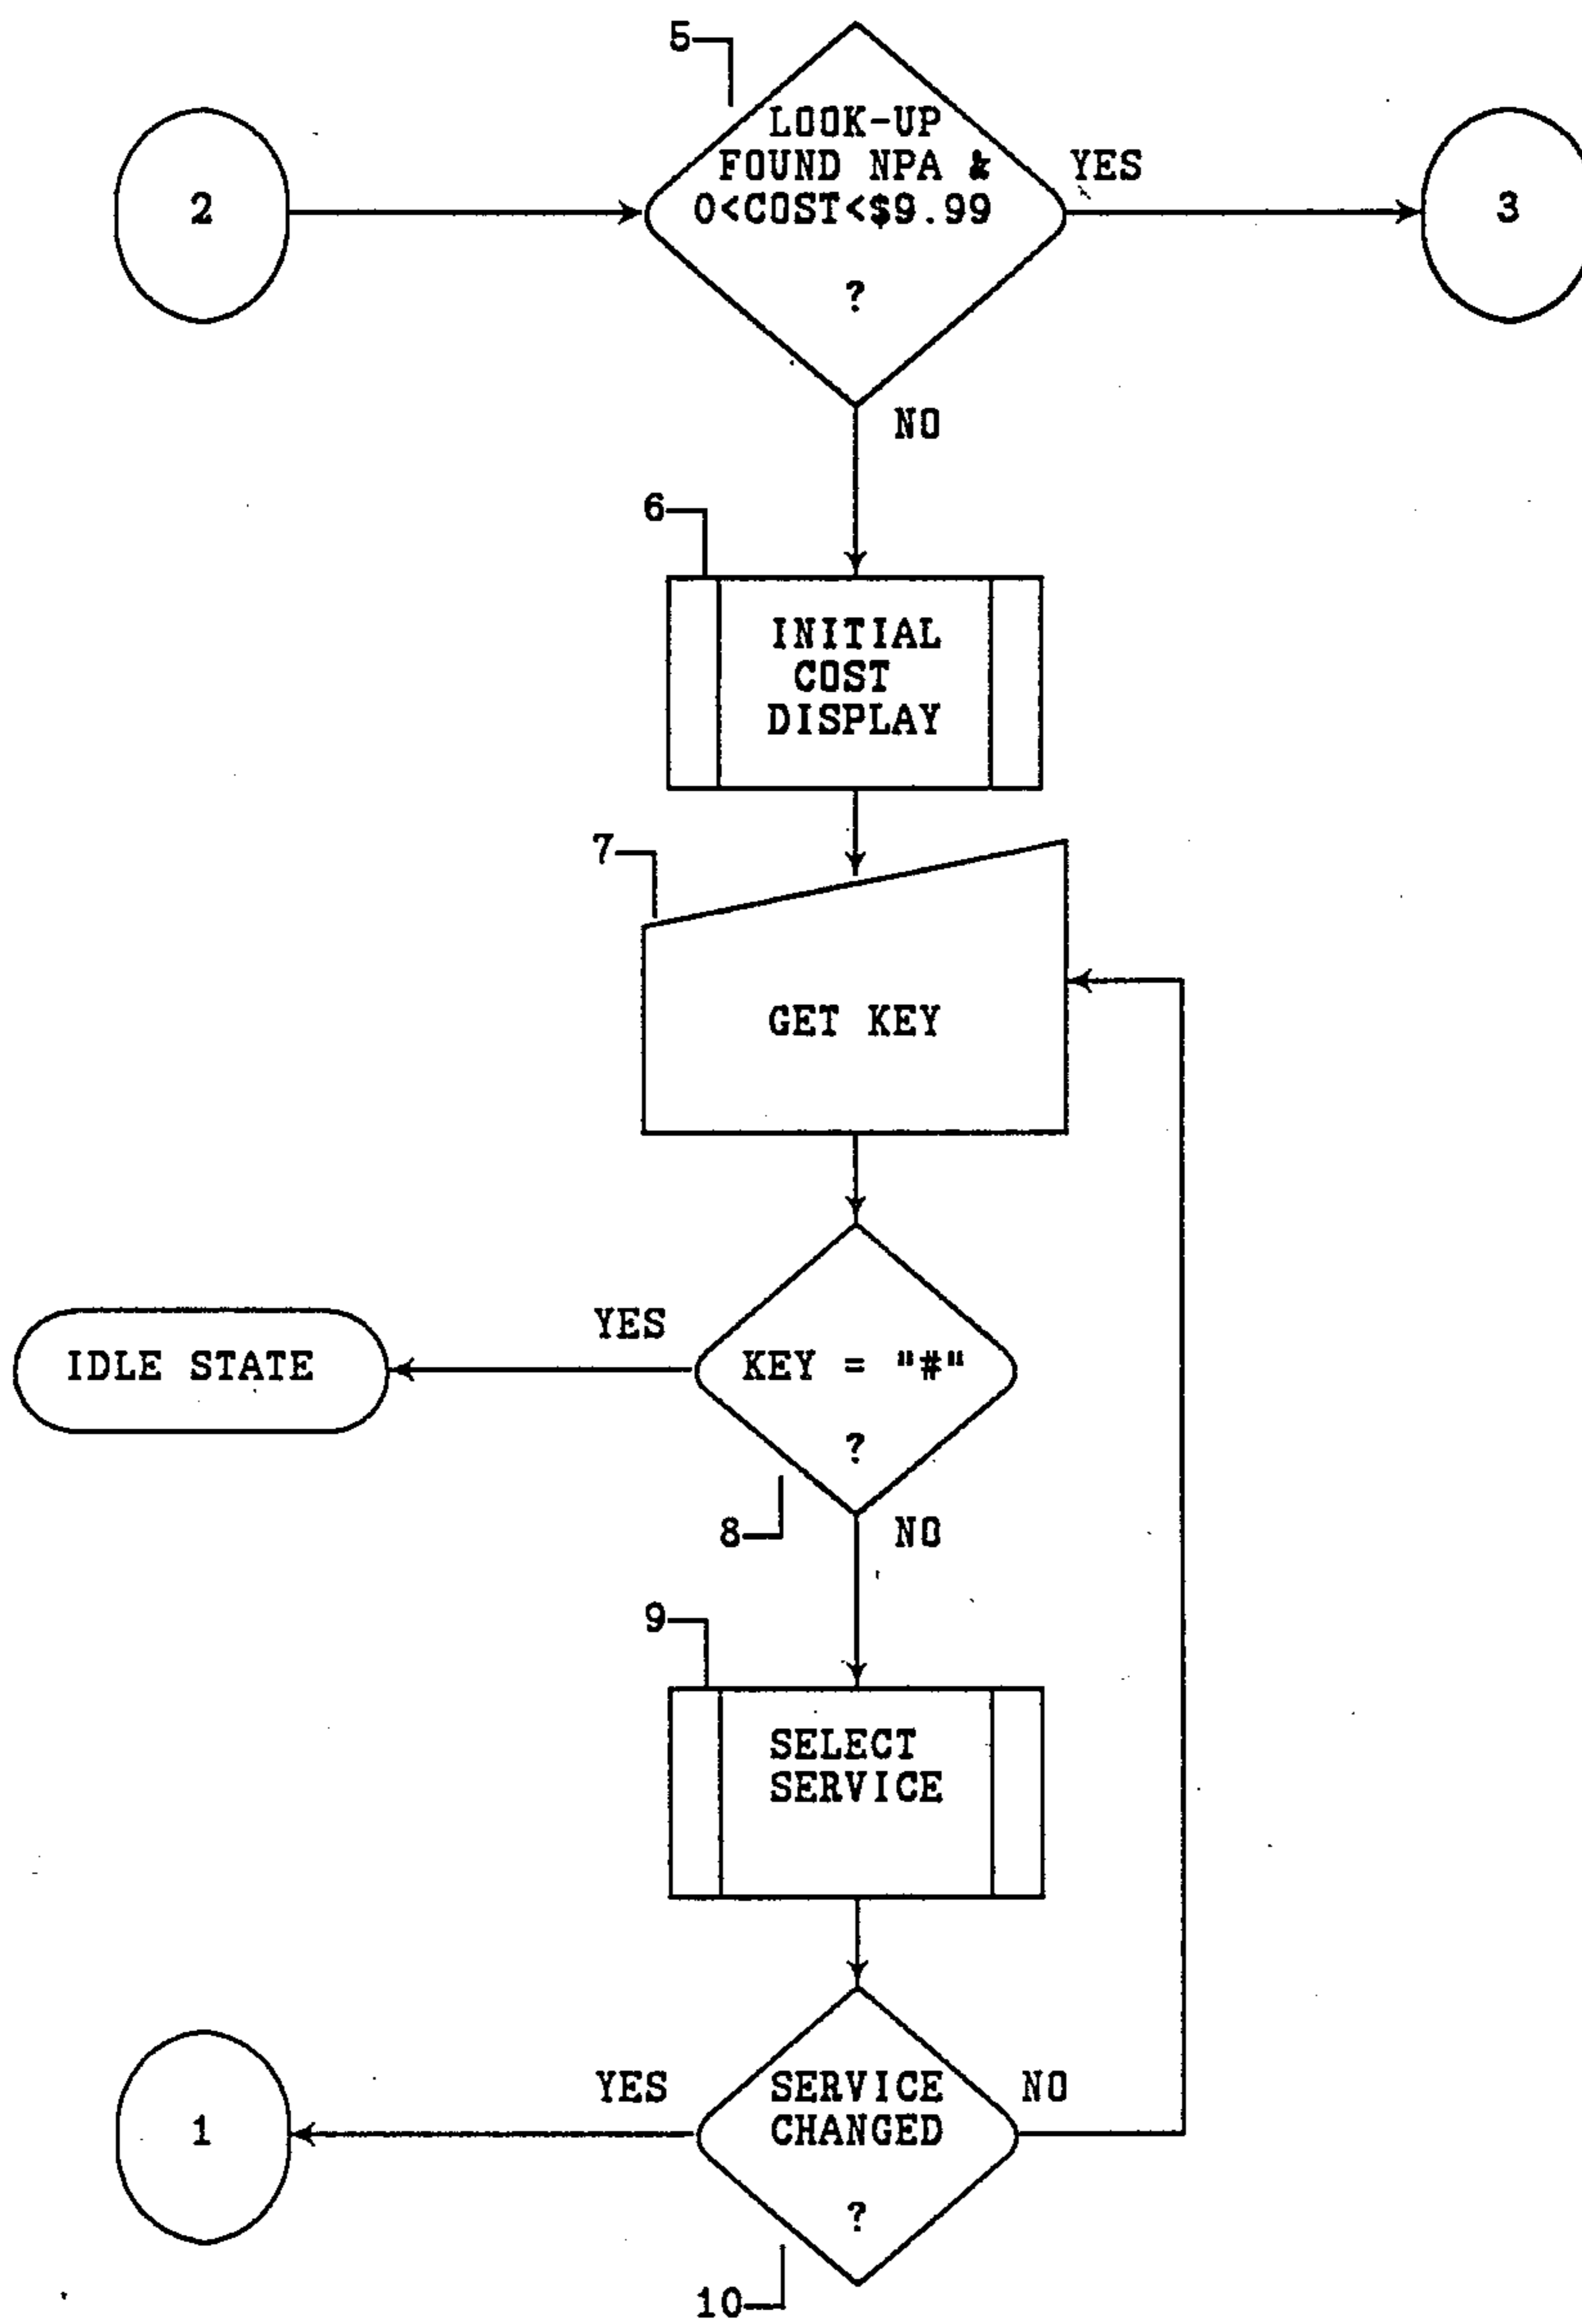 5
LOOK-UP
FOUND NPA &
0<COST<$9.99
?
YES
2
3
NO
6
INITIAL
COST
DISPLAY
7
GET KEY
YES
IDLE STATE
KEY = "#"
?
8
NO
9
SELECT
SERVICE
YES
SERVICE
CHANGED
?
NO
1
10